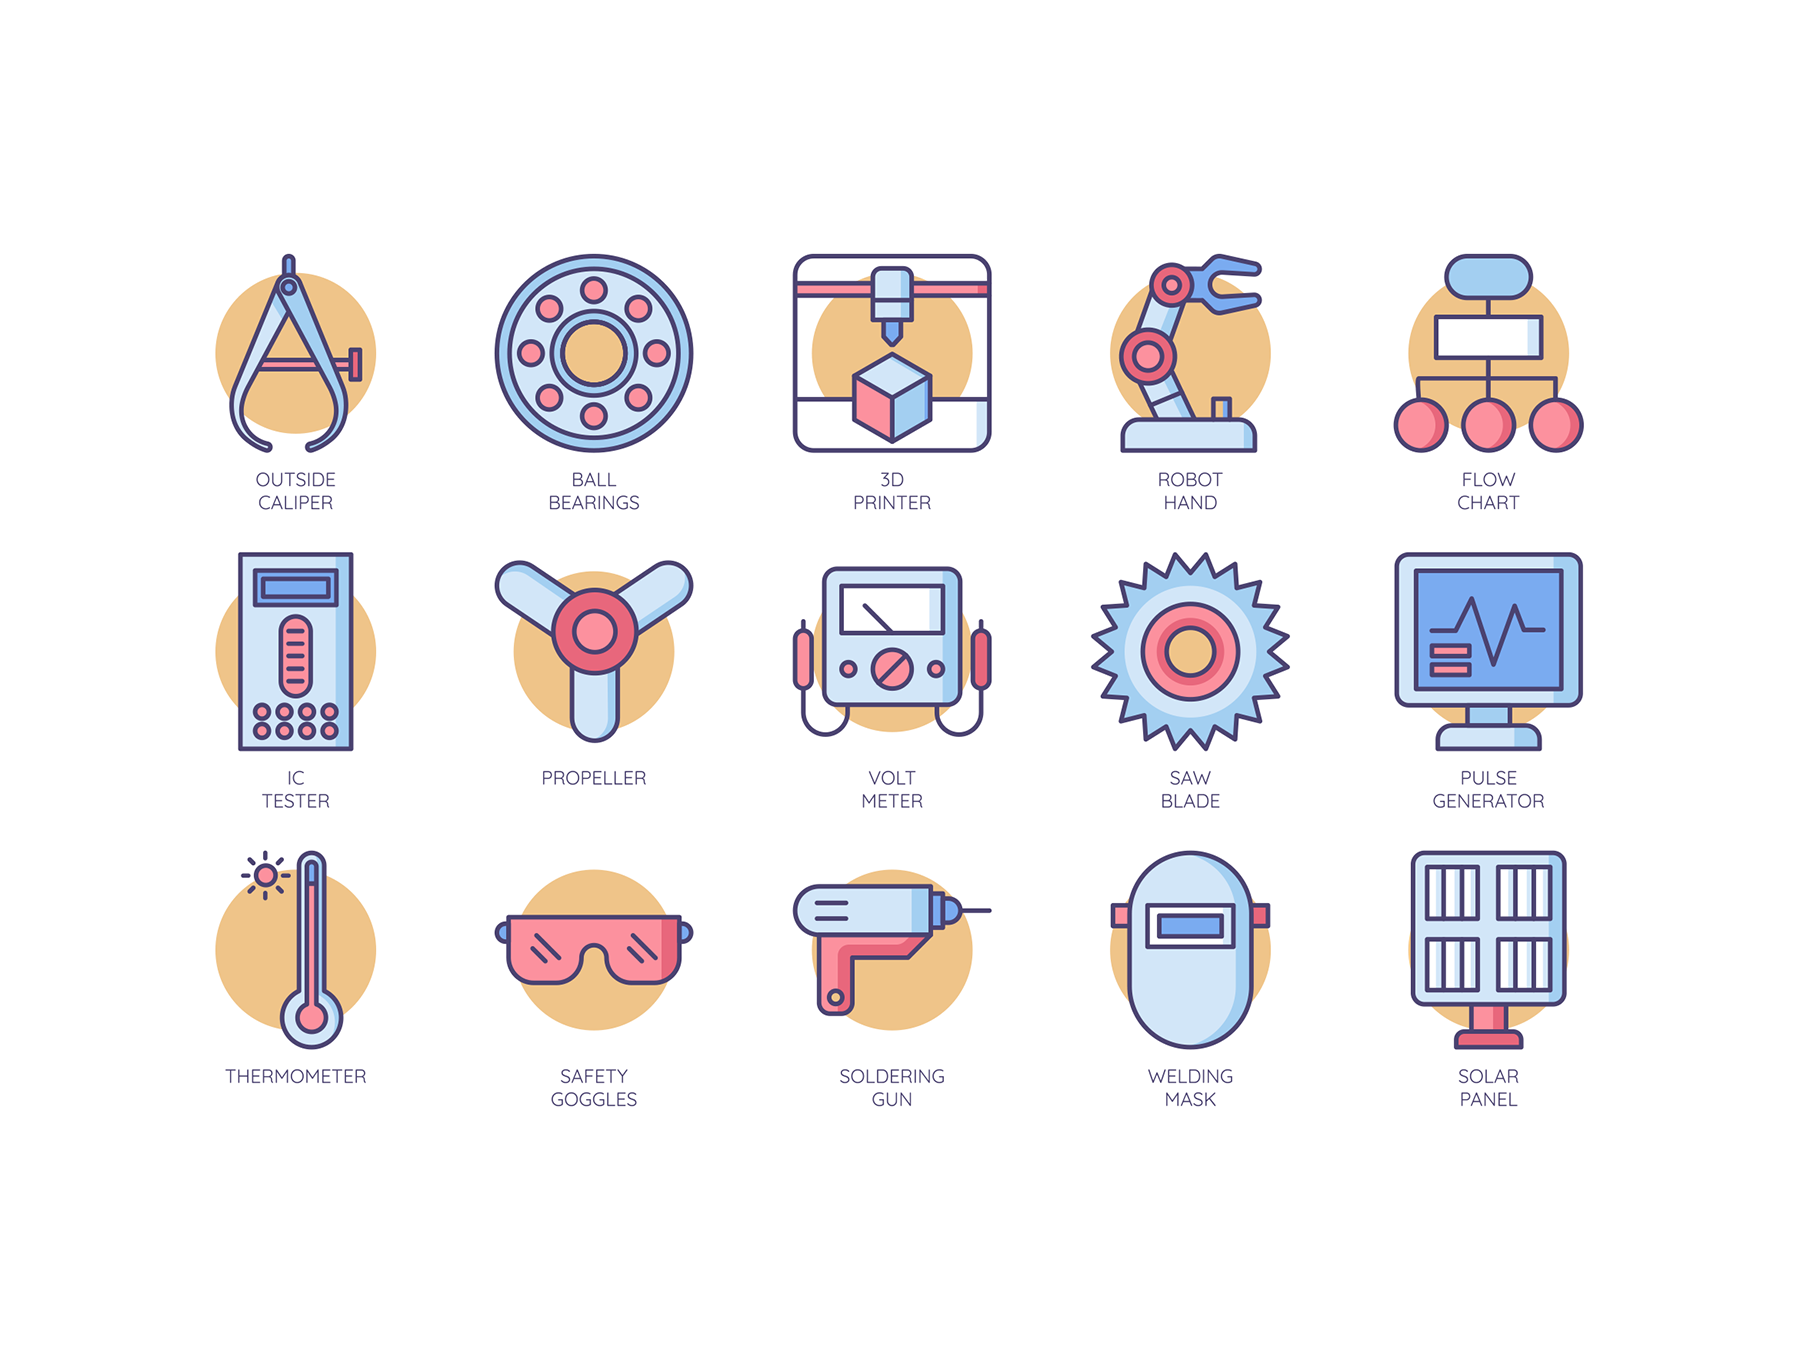 OUTSIDE
CALIPER
BALL
BEARINGS
3D
PRINTER
ROBOT
HAND
FLOW
CHART
IC
TESTER
PROPELLER
VOLT
METER
SAW
BLADE
PULSE
GENERATOR
THERMOMETER
SAFETY
GOGGLES
SOLDERING
GUN
WELDING
MASK
SOLAR
PANEL